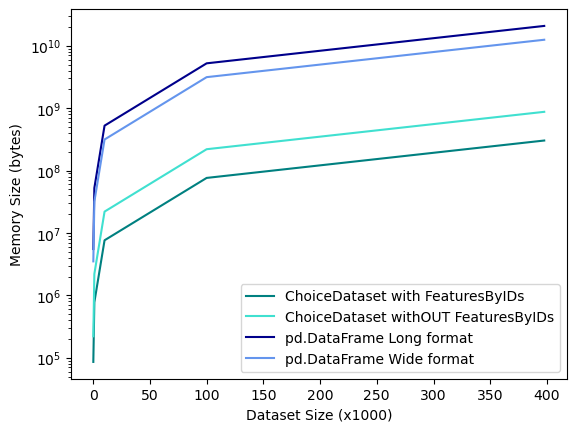 10^10
10^9
10^8
10^7
10^6
10^5
Memory Size (bytes)
ChoiceDataset with FeaturesByIDs
ChoiceDataset withOUT FeaturesByIDs
pd.DataFrame Long format
pd.DataFrame Wide format
0 50 100 150 200 250 300 350 400
Dataset Size (x1000)